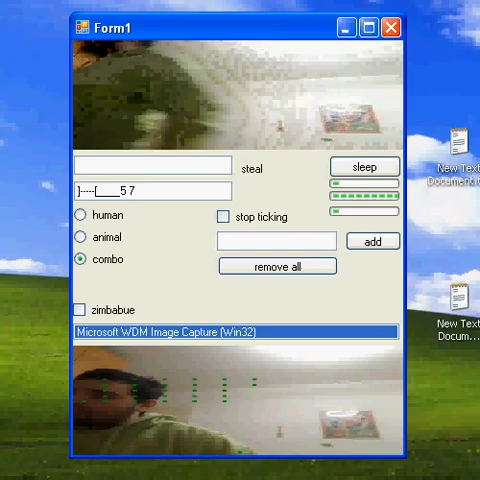 Form1
steal
sleep
]-----[____5 7
human
stop ticking
animal
add
combo
remove all
zimbabue
Microsoft WDM Image Capture (Win32)
New Text
Document.
New Text
Docum...